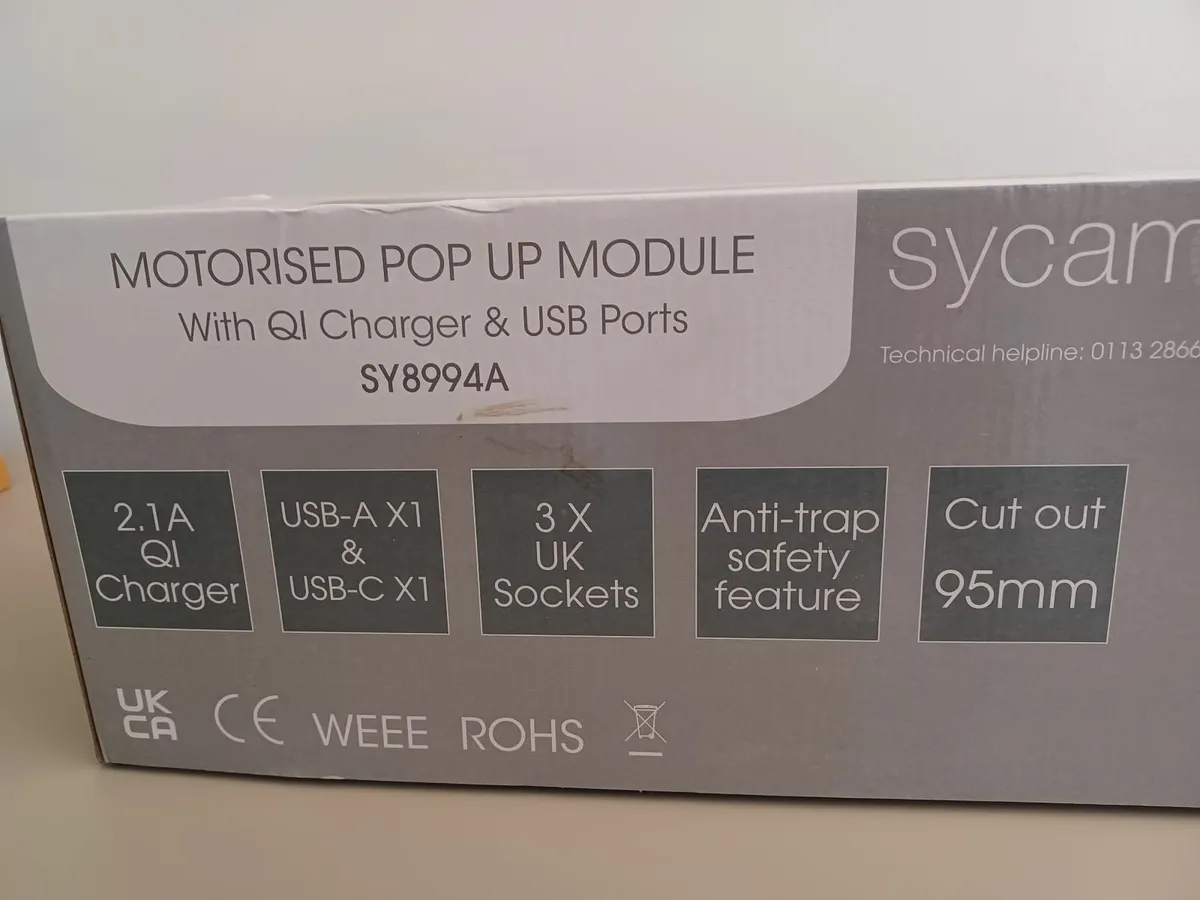 MOTORISED POP UP MODULE
With QI Charger & USB Ports
SY8994A
sycam
Technical helpline: 0113 2866
2.1A
QI
Charger
USB-A X1
&
USB-C X1
3 X
UK
Sockets
Anti-trap
safety
feature
Cut out
95mm
UK
CA
CE
WEEE ROHS